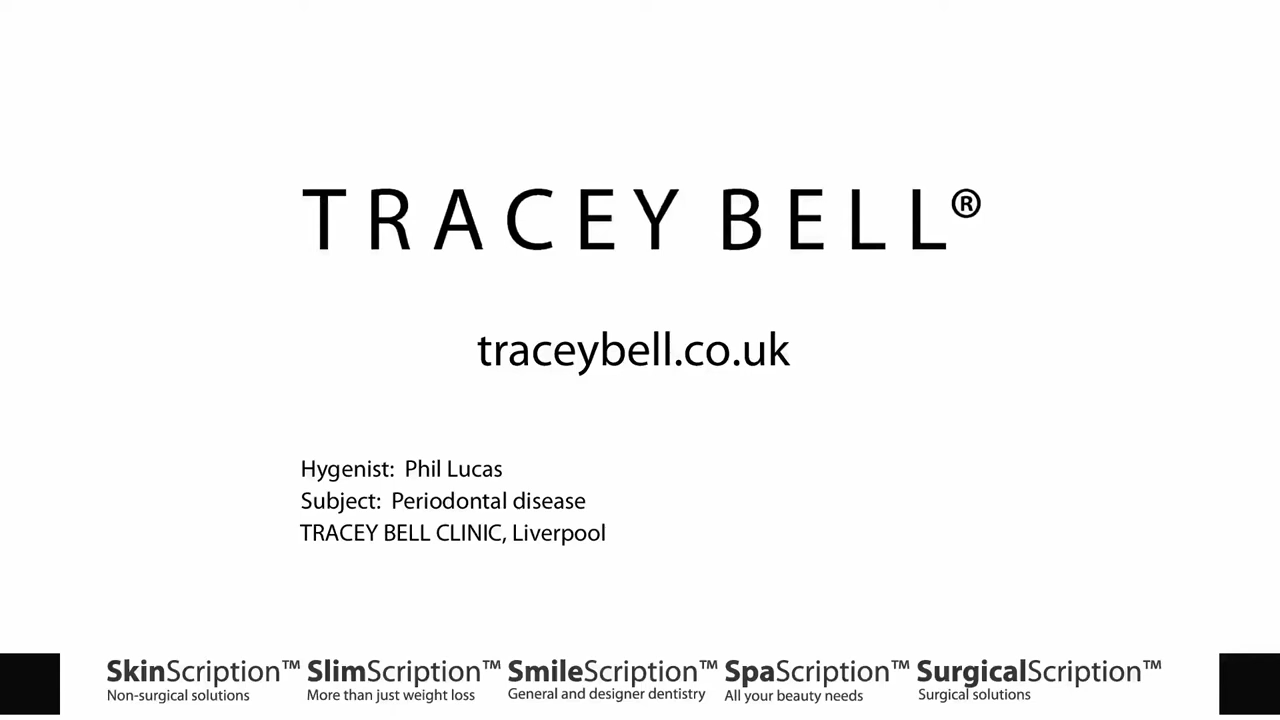 TRACEY BELL®
traceybell.co.uk
Hygenist: Phil Lucas
Subject: Periodontal disease
TRACEY BELL CLINIC, Liverpool
SkinScription™ SlimScription™ SmileScription™ SpaScription™ SurgicalScription™
Non-surgical solutions More than just weight loss General and designer dentistry All your beauty needs Surgical solutions